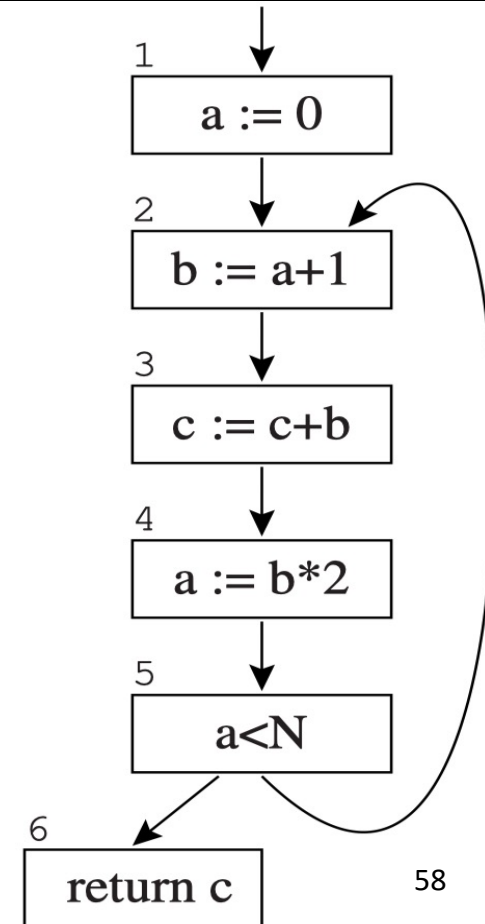 1
a := 0
2
b := a+1
3
c := c+b
4
a := b*2
5
a<N
6
return c
58